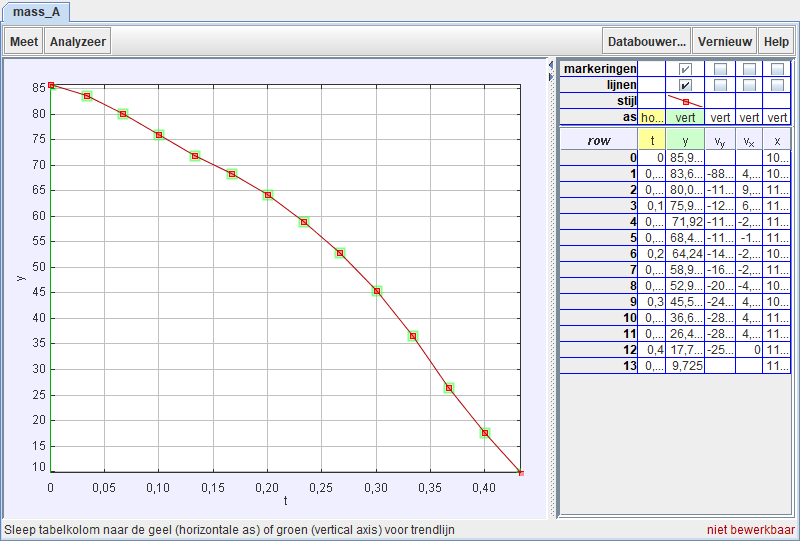 mass_A
Meet Analyzeer Databouwer... Vernieuw Help
85
80
75
70
65
60
55
50
45
40
35
30
25
20
15
10
y
0 0,05 0,10 0,15 0,20 0,25 0,30 0,35 0,40
t
markeringen
lijnen
stijl
as ho... vert vert vert vert
row t y vy vx x
0 0 85,9... 10...
1 0,... 83,6... -88... 4,... 10...
2 0,... 80,0... -11... 9,... 11...
3 0,1 75,9... -12... 6,... 11...
4 0,... 71,92 -11... -2,... 11...
5 0,... 68,4... -11... -1... 11...
6 0,2 64,24 -14... -2,... 10...
7 0,... 58,9... -16... -2,... 11...
8 0,... 52,9... -20... -4,... 10...
9 0,3 45,5... -24... 4,... 10...
10 0,... 36,6... -28... 4,... 11...
11 0,... 26,4... -28... 4,... 11...
12 0,4 17,7... -25... 0 11...
13 0,... 9,725 11...
Sleep tabelkolom naar de geel (horizontale as) of groen (vertical axis) voor trendlijn niet bewerkbaar